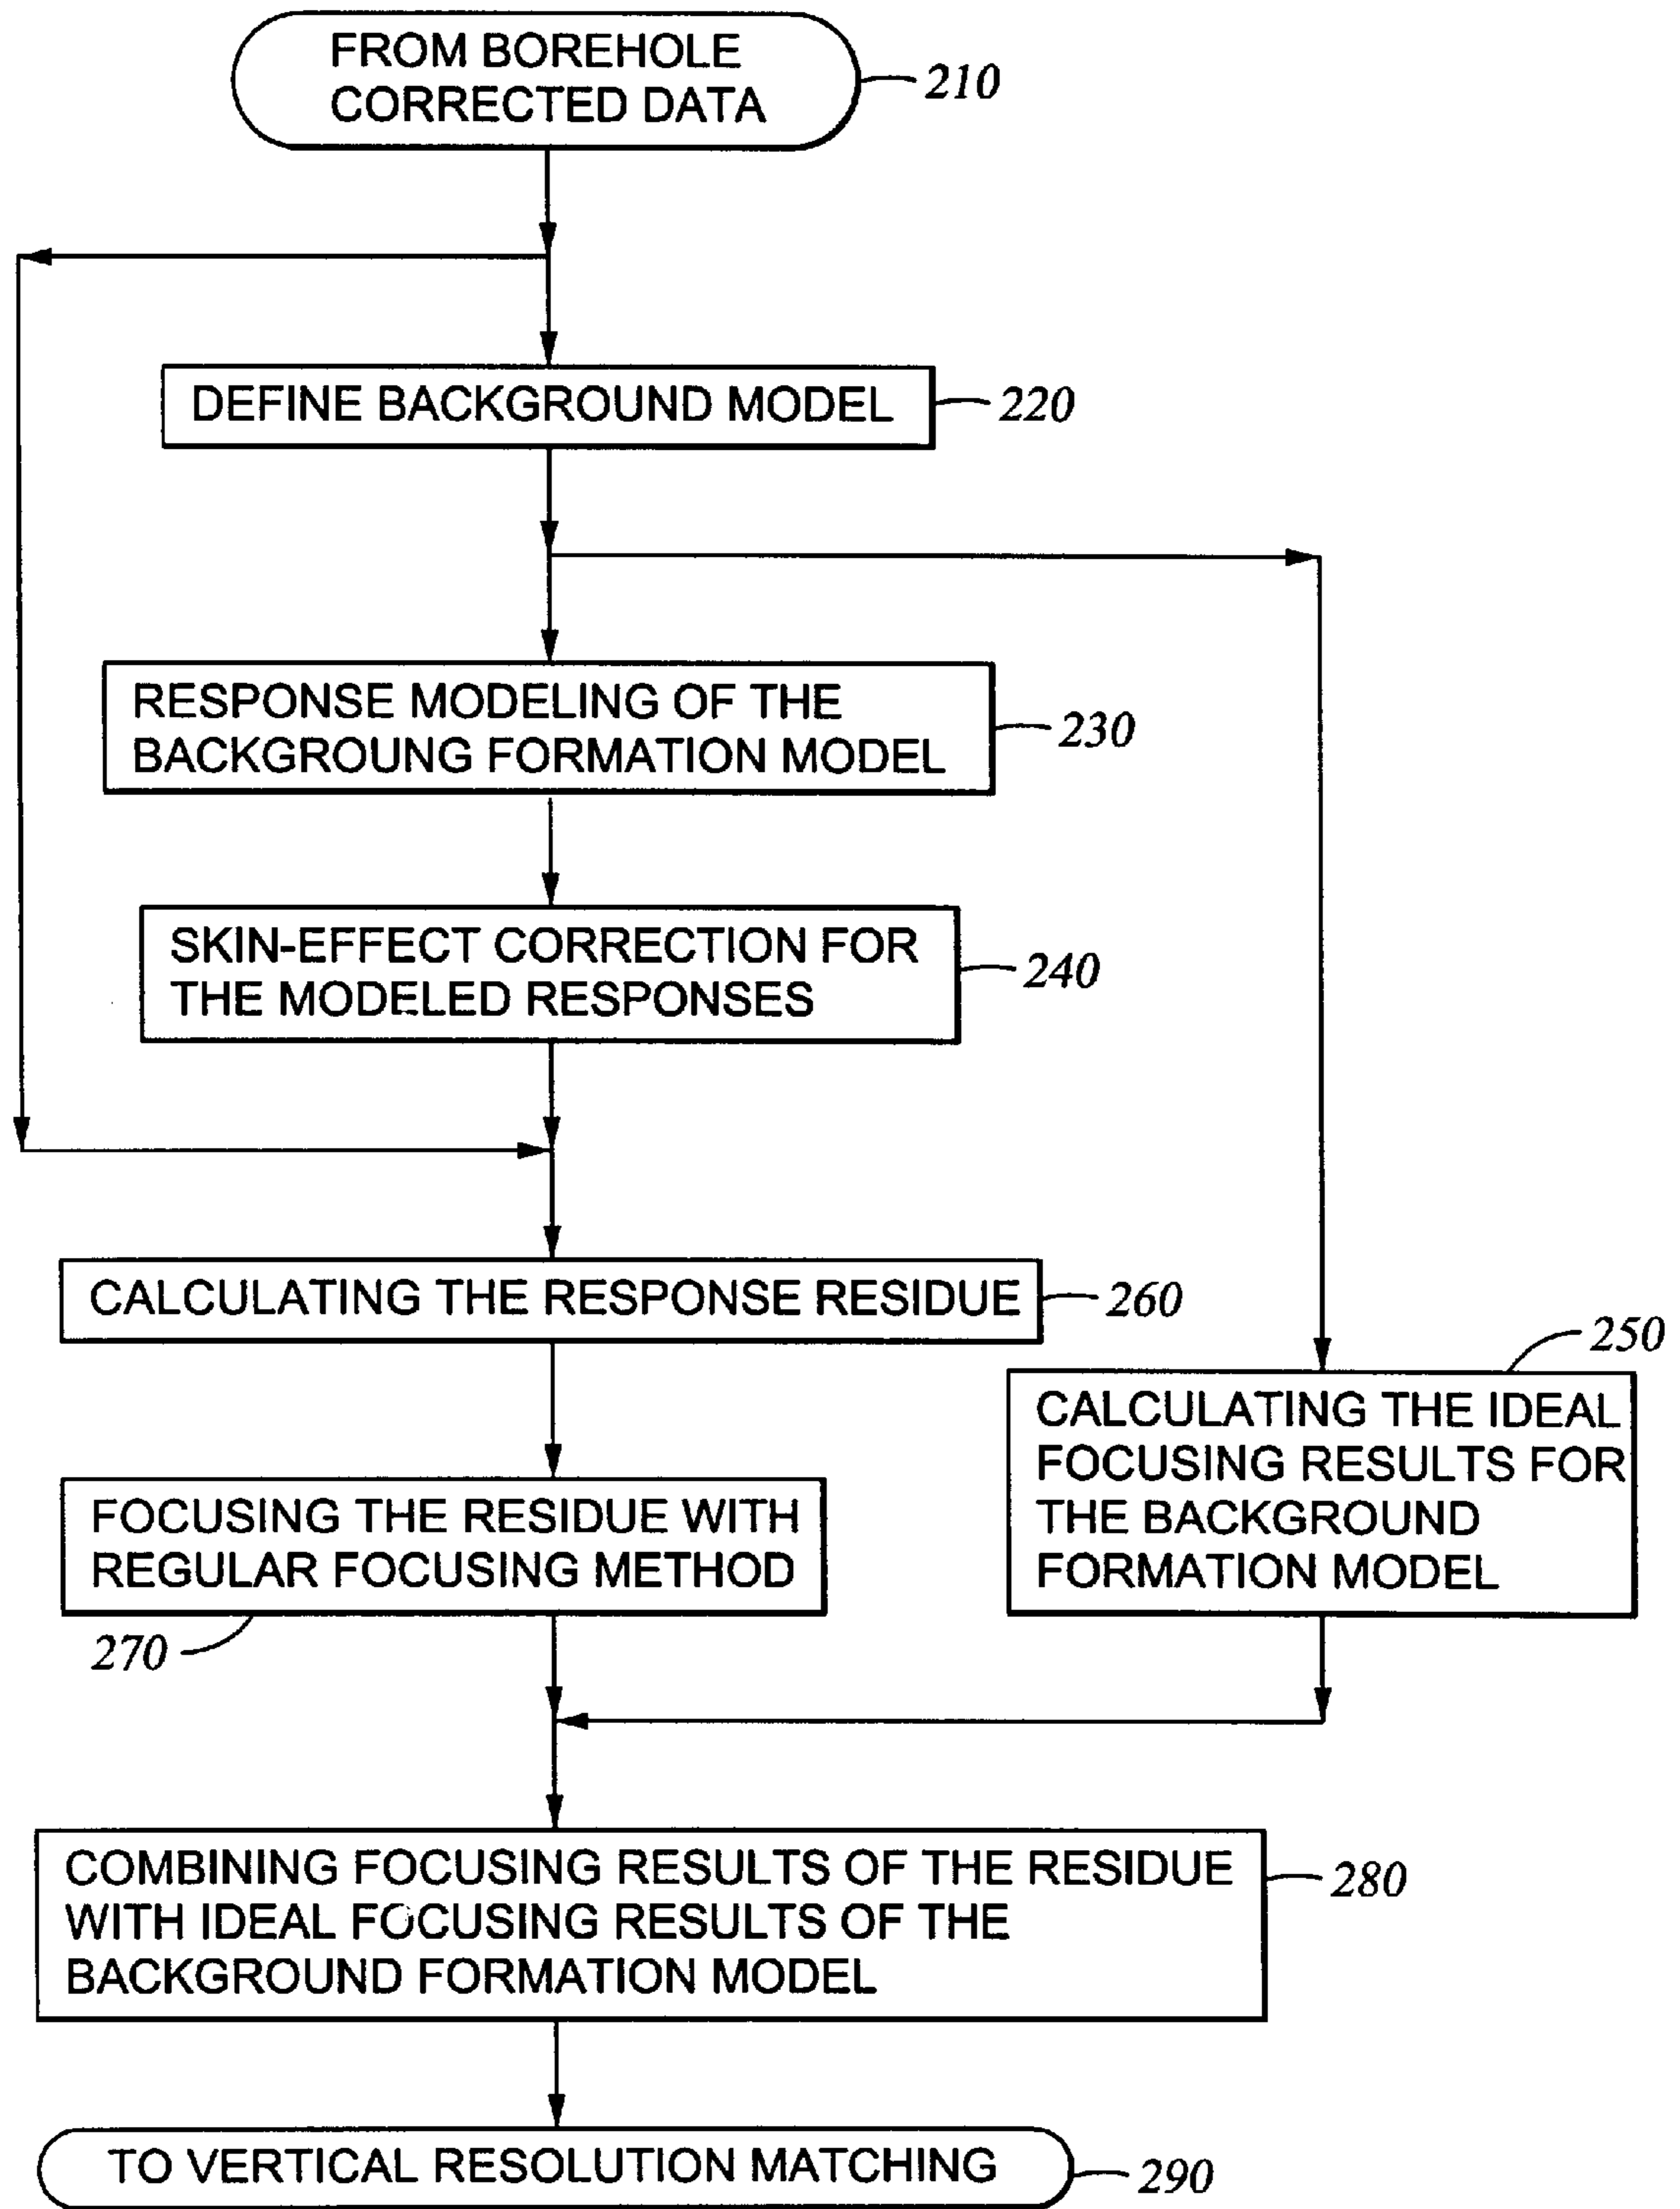 FROM BOREHOLE
CORRECTED DATA
210
DEFINE BACKGROUND MODEL
220
RESPONSE MODELING OF THE
BACKGROUNG FORMATION MODEL
230
SKIN-EFFECT CORRECTION FOR
THE MODELED RESPONSES
240
CALCULATING THE RESPONSE RESIDUE
260
250
CALCULATING THE IDEAL
FOCUSING RESULTS FOR
THE BACKGROUND
FORMATION MODEL
FOCUSING THE RESIDUE WITH
REGULAR FOCUSING METHOD
270
COMBINING FOCUSING RESULTS OF THE RESIDUE
WITH IDEAL FOCUSING RESULTS OF THE
BACKGROUND FORMATION MODEL
280
TO VERTICAL RESOLUTION MATCHING
290